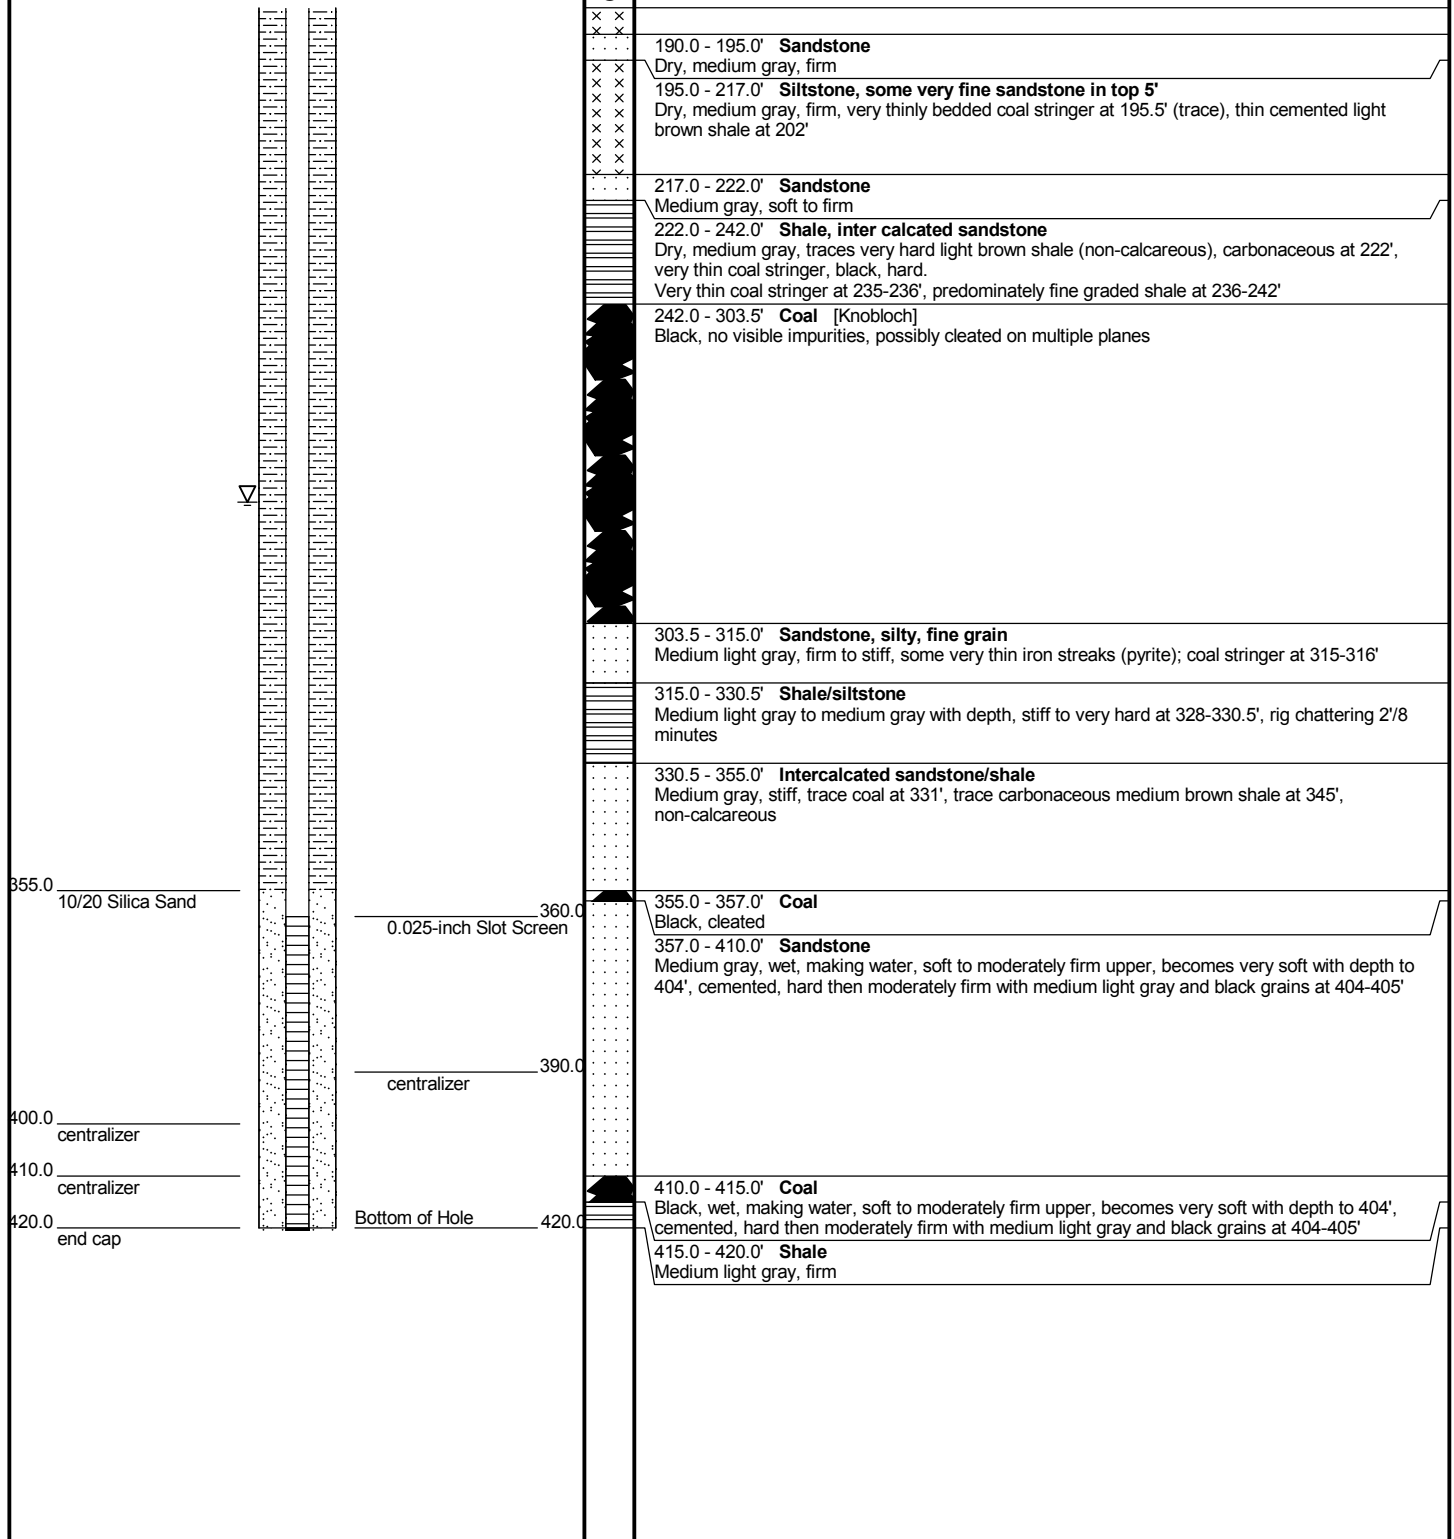 190.0 - 195.0' Sandstone
Dry, medium gray, firm
195.0 - 217.0' Siltstone, some very fine sandstone in top 5'
Dry, medium gray, firm, very thinly bedded coal stringer at 195.5' (trace), thin cemented light
brown shale at 202'
217.0 - 222.0' Sandstone
Medium gray, soft to firm
222.0 - 242.0' Shale, inter calcated sandstone
Dry, medium gray, traces very hard light brown shale (non-calcareous), carbonaceous at 222',
very thin coal stringer, black, hard.
Very thin coal stringer at 235-236', predominately fine graded shale at 236-242'
242.0 - 303.5' Coal [Knobloch]
Black, no visible impurities, possibly cleated on multiple planes
303.5 - 315.0' Sandstone, silty, fine grain
Medium light gray, firm to stiff, some very thin iron streaks (pyrite); coal stringer at 315-316'
315.0 - 330.5' Shale/siltstone
Medium light gray to medium gray with depth, stiff to very hard at 328-330.5', rig chattering 2'/8
minutes
330.5 - 355.0' Intercalcated sandstone/shale
Medium gray, stiff, trace coal at 331', trace carbonaceous medium brown shale at 345',
non-calcareous
355.0
10/20 Silica Sand
360.0
0.025-inch Slot Screen
355.0 - 357.0' Coal
Black, cleated
357.0 - 410.0' Sandstone
Medium gray, wet, making water, soft to moderately firm upper, becomes very soft with depth to
404', cemented, hard then moderately firm with medium light gray and black grains at 404-405'
390.0
centralizer
400.0
centralizer
410.0
centralizer
410.0 - 415.0' Coal
Black, wet, making water, soft to moderately firm upper, becomes very soft with depth to 404',
cemented, hard then moderately firm with medium light gray and black grains at 404-405'
420.0
end cap
Bottom of Hole 420.0
415.0 - 420.0' Shale
Medium light gray, firm